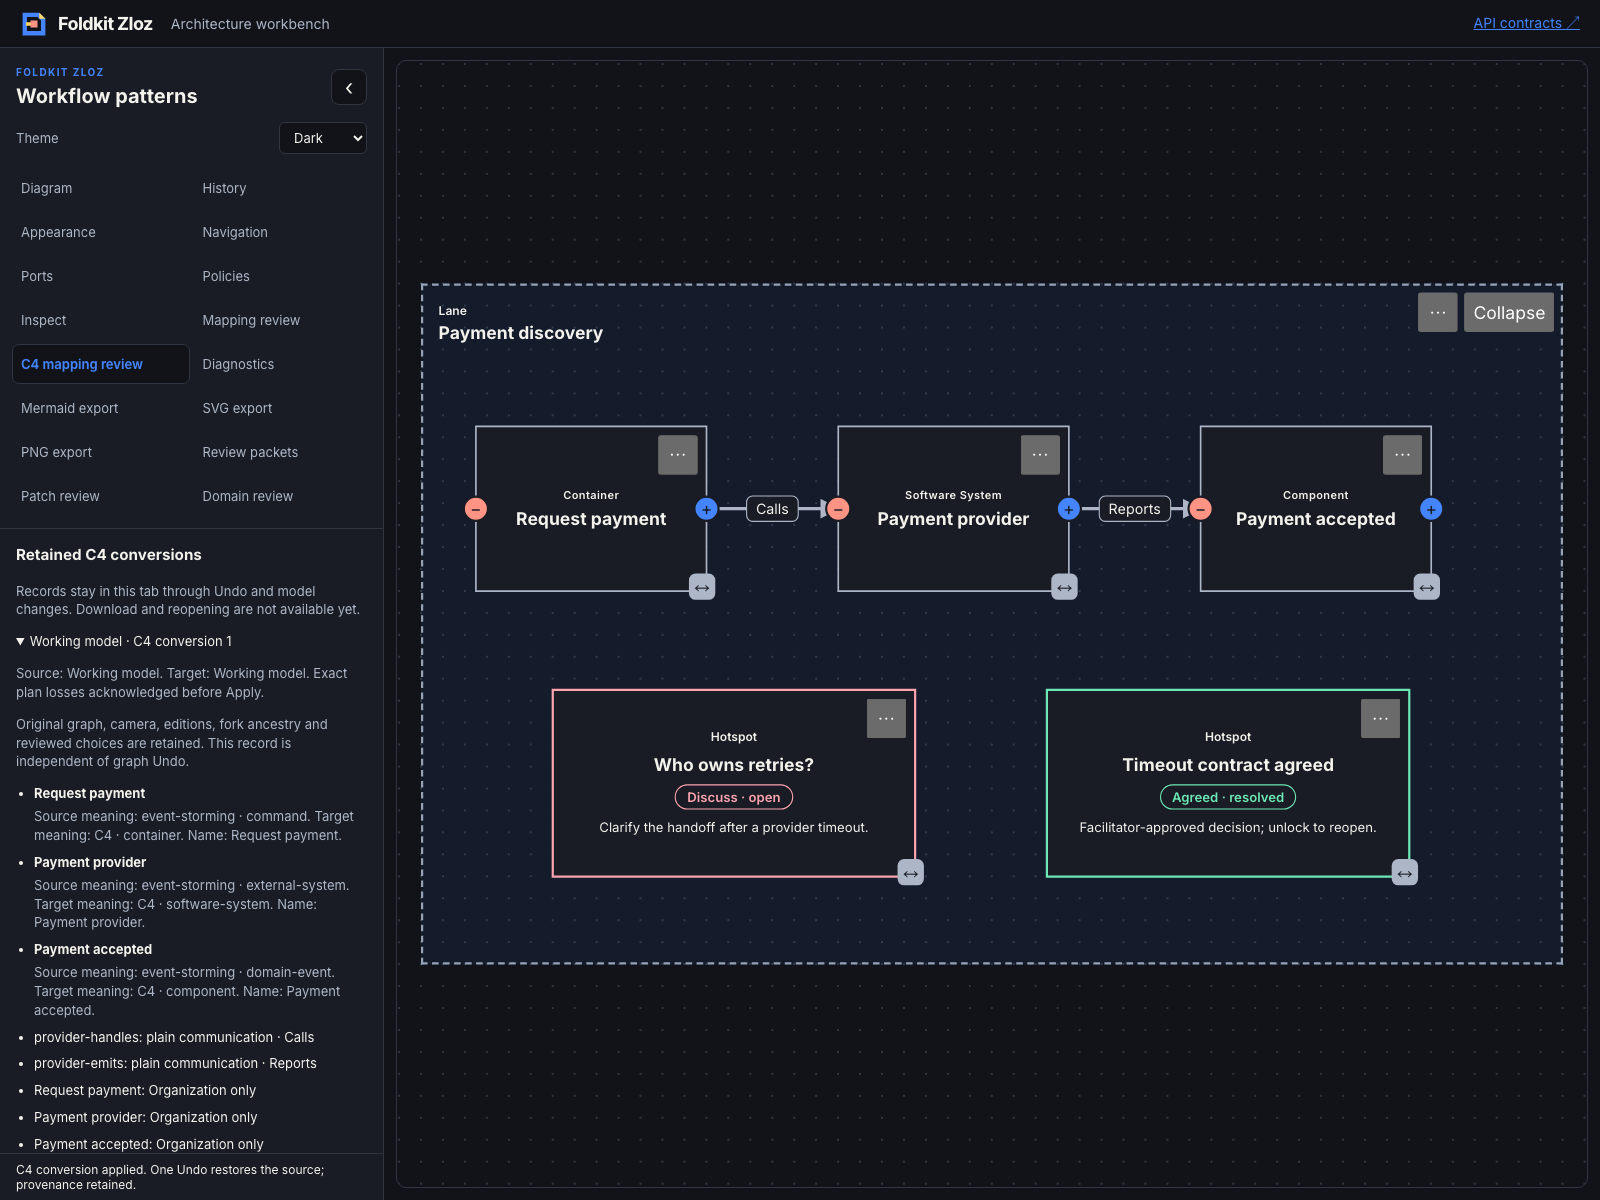 Foldkit Zloz
Architecture workbench
API contracts ↗
FOLDKIT ZLOZ
Workflow patterns
Theme
Dark
Diagram
History
Appearance
Navigation
Ports
Policies
Inspect
Mapping review
C4 mapping review
Diagnostics
Mermaid export
SVG export
PNG export
Review packets
Patch review
Domain review
Retained C4 conversions
Records stay in this tab through Undo and model
changes. Download and reopening are not available yet.
▼ Working model · C4 conversion 1
Source: Working model. Target: Working model. Exact
plan losses acknowledged before Apply.
Original graph, camera, editions, fork ancestry and
reviewed choices are retained. This record is
independent of graph Undo.
• Request payment
Source meaning: event-storming · command. Target
meaning: C4 · container. Name: Request payment.
• Payment provider
Source meaning: event-storming · external-system.
Target meaning: C4 · software-system. Name:
Payment provider.
• Payment accepted
Source meaning: event-storming · domain-event.
Target meaning: C4 · component. Name: Payment
accepted.
• provider-handles: plain communication · Calls
• provider-emits: plain communication · Reports
• Request payment: Organization only
• Payment provider: Organization only
• Payment accepted: Organization only
C4 conversion applied. One Undo restores the source;
provenance retained.
Lane
Payment discovery
⋯
Collapse
⋯
Container
Request payment
−
+
↔
Calls
⋯
Software System
Payment provider
−
+
↔
Reports
⋯
Component
Payment accepted
−
+
↔
⋯
Hotspot
Who owns retries?
Discuss · open
Clarify the handoff after a provider timeout.
↔
⋯
Hotspot
Timeout contract agreed
Agreed · resolved
Facilitator-approved decision; unlock to reopen.
↔